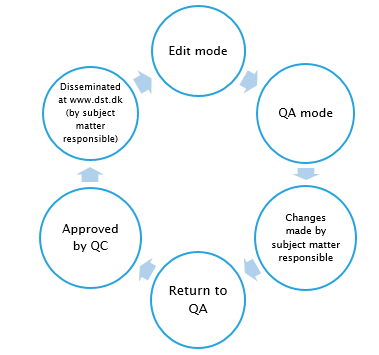 Edit mode
QA mode
Changes
made by
subject matter
responsible
Return to
QA
Approved
by QC
Disseminated
at www.dst.dk
(by subject
matter
responsible)